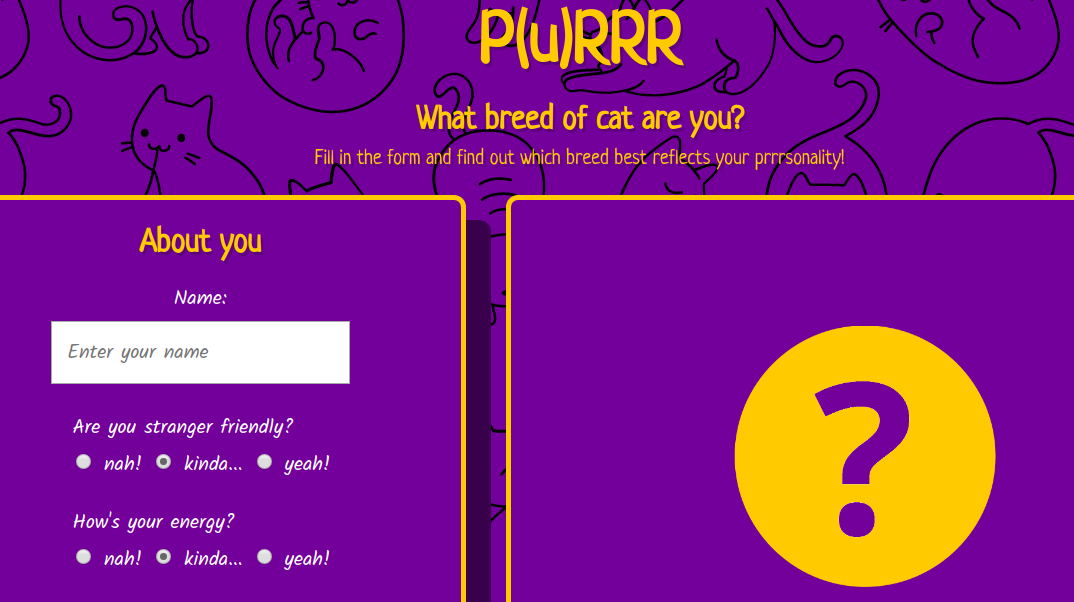 P(u)RRR
What breed of cat are you?
Fill in the form and find out which breed best reflects your prrrsonality!
About you
Name:
Enter your name
Are you stranger friendly?
nah! kinda... yeah!
How's your energy?
nah! kinda... yeah!
?